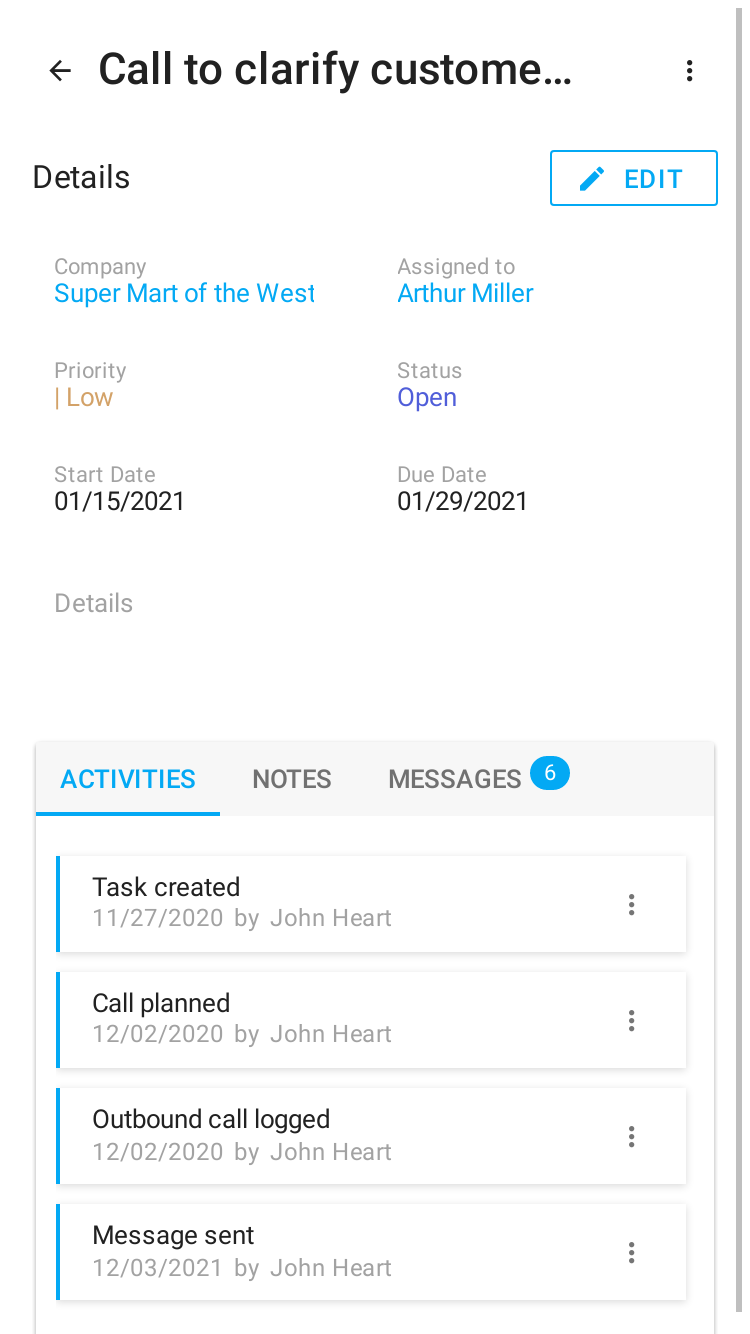 Call to clarify custome...
Details
EDIT
Company
Assigned to
Super Mart of the West
Arthur Miller
Priority
Status
| Low
Open
Start Date
Due Date
01/15/2021
01/29/2021
Details
ACTIVITIES NOTES MESSAGES 6
Task created
11/27/2020 by John Heart
Call planned
12/02/2020 by John Heart
Outbound call logged
12/02/2020 by John Heart
Message sent
12/03/2021 by John Heart